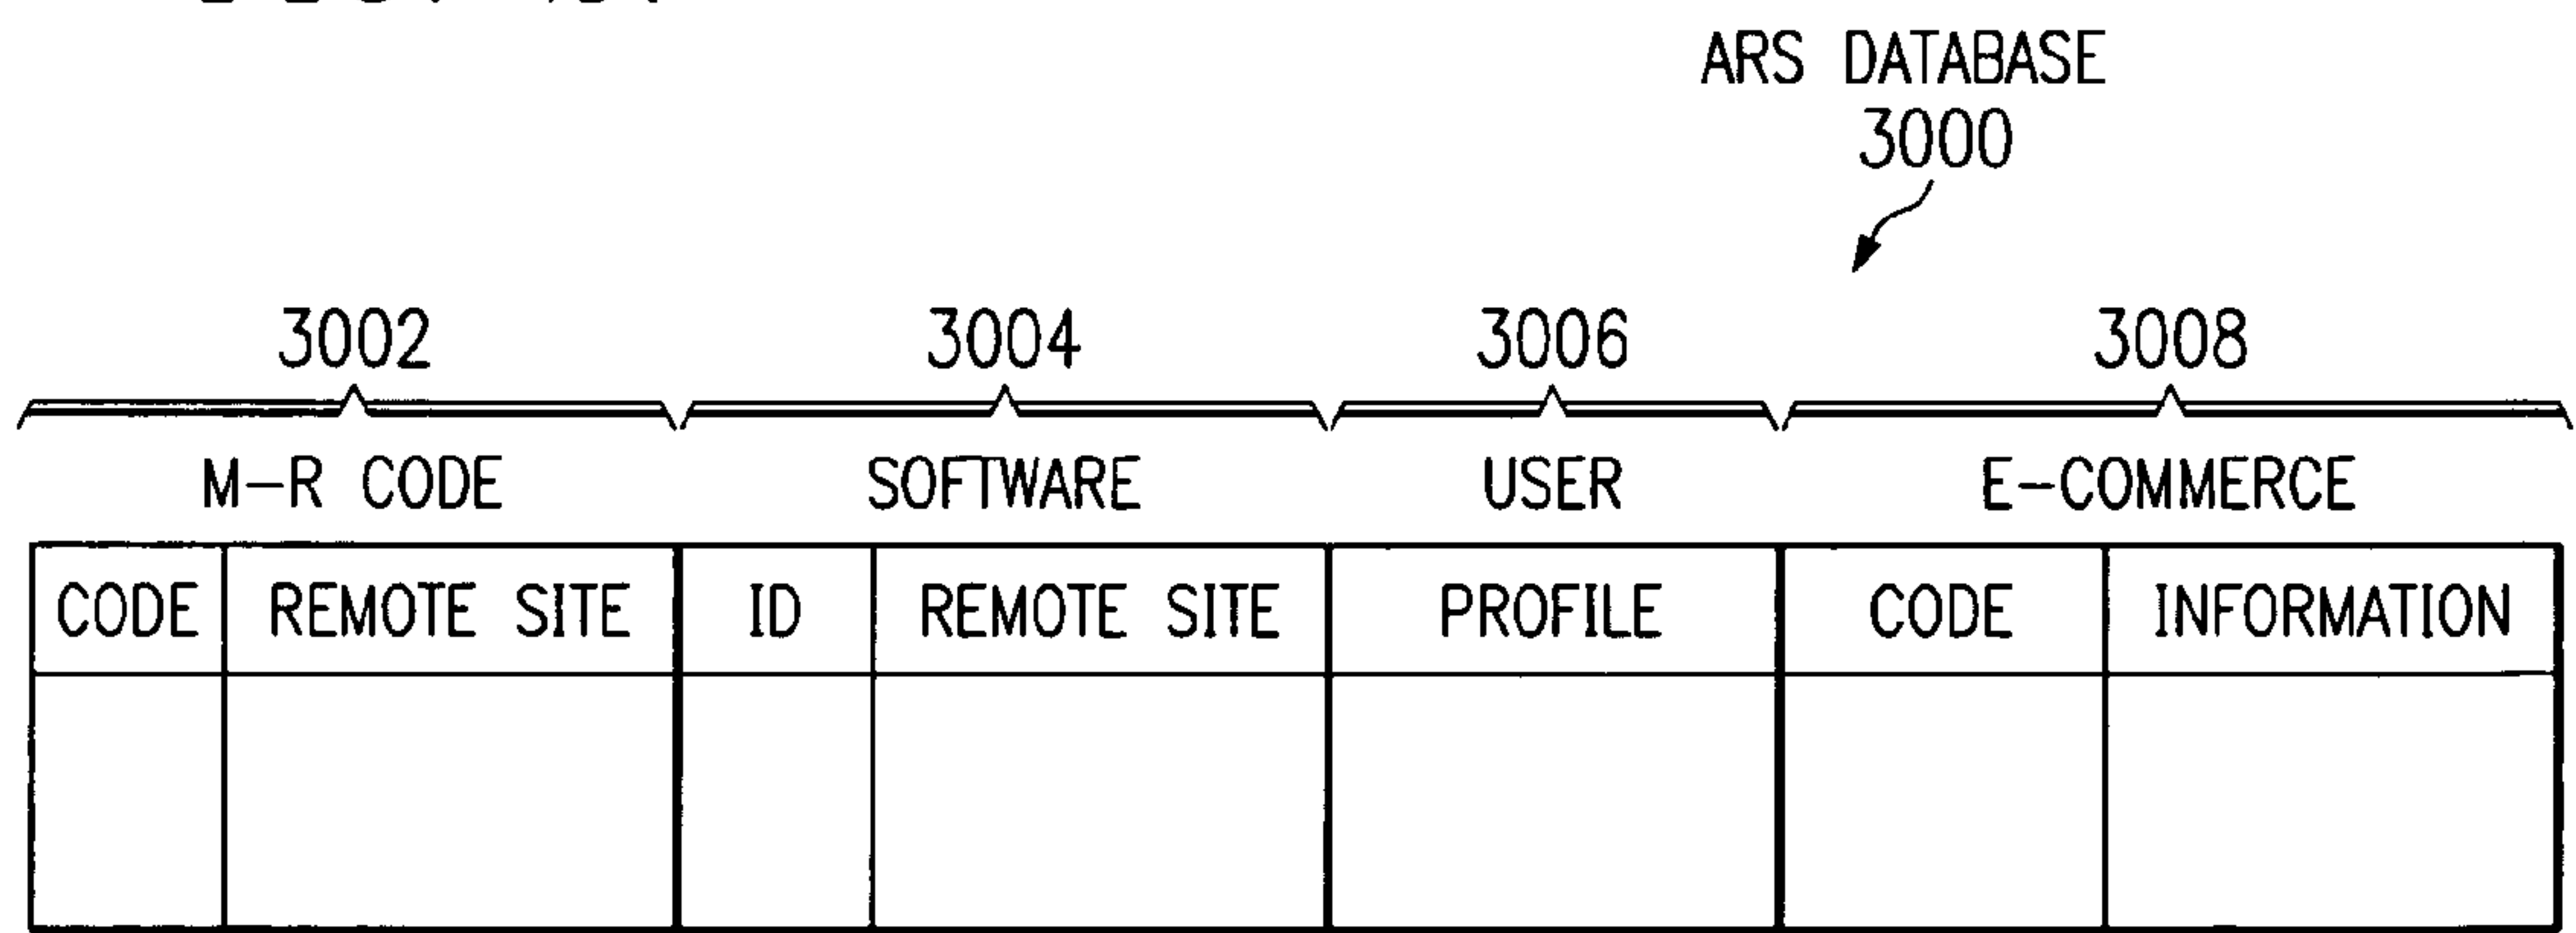 ARS DATABASE
3000
3002 3004 3006 3008
M-R CODE SOFTWARE USER E-COMMERCE
CODE REMOTE SITE ID REMOTE SITE PROFILE CODE INFORMATION